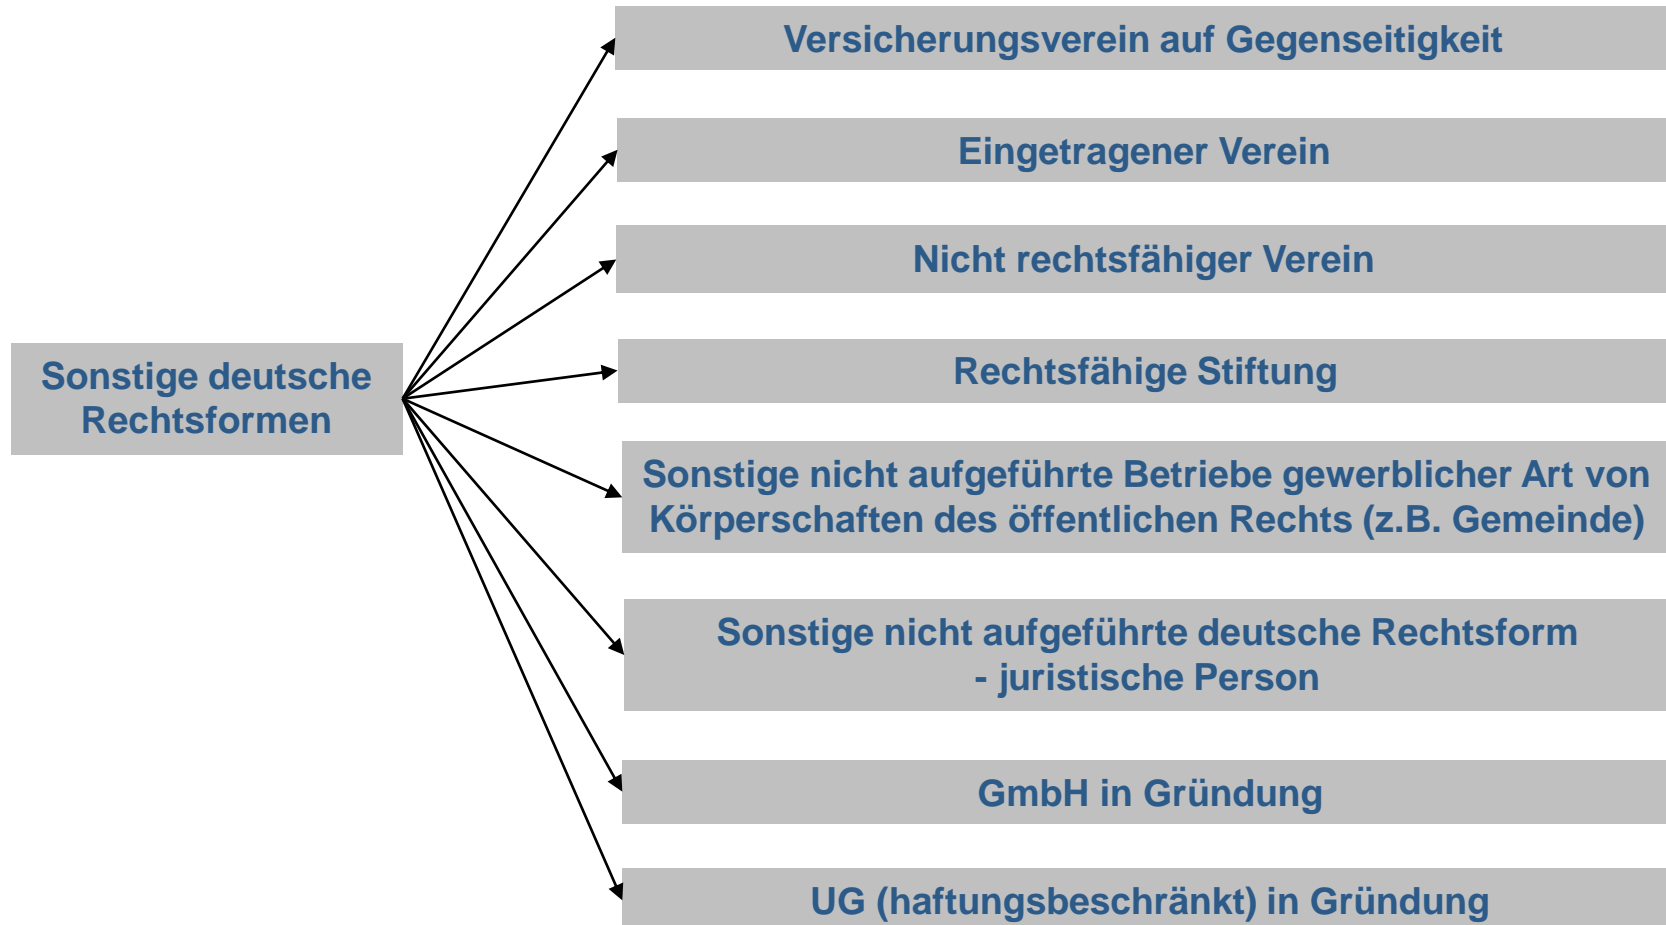 Versicherungsverein auf Gegenseitigkeit
Eingetragener Verein
Nicht rechtsfähiger Verein
Sonstige deutsche
Rechtsformen
Rechtsfähige Stiftung
Sonstige nicht aufgeführte Betriebe gewerblicher Art von
Körperschaften des öffentlichen Rechts (z.B. Gemeinde)
Sonstige nicht aufgeführte deutsche Rechtsform
- juristische Person
GmbH in Gründung
UG (haftungsbeschränkt) in Gründung